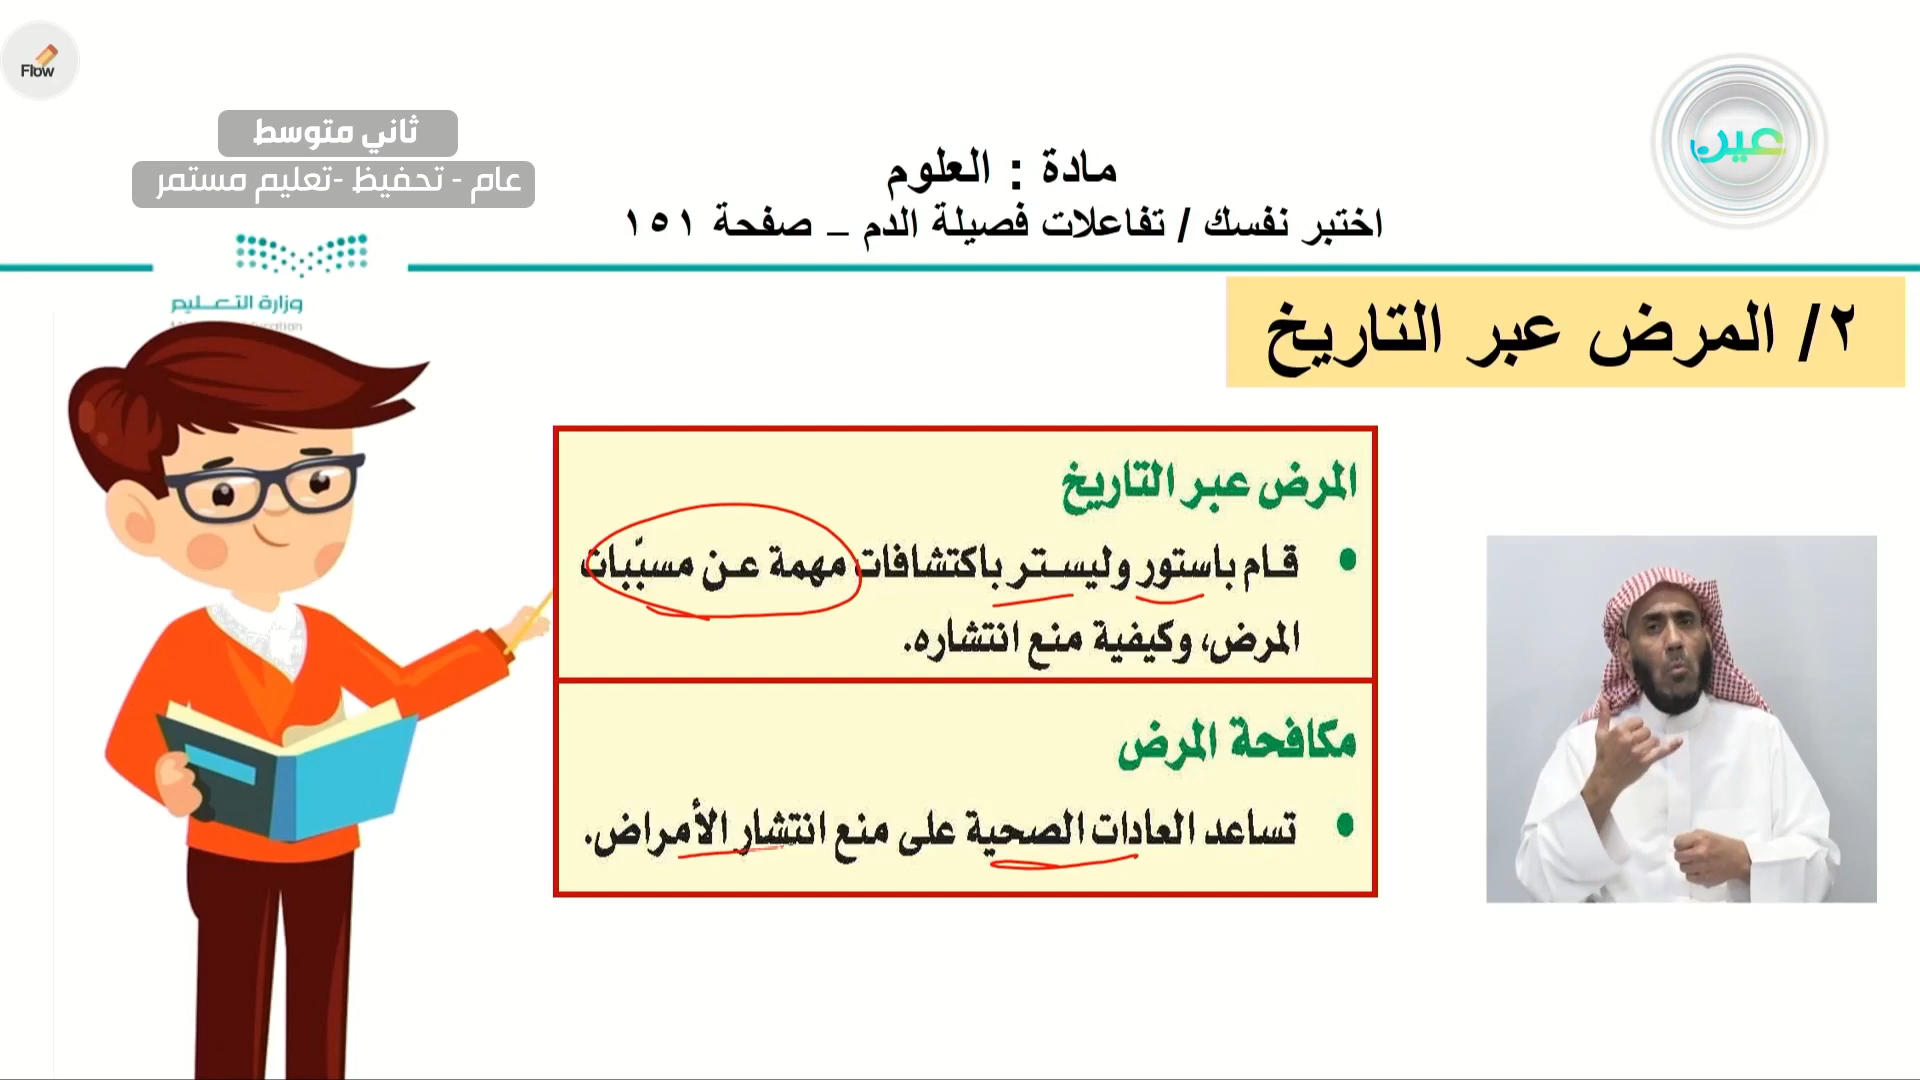 Flow
ثاني متوسط
عام - تحفيظ -تعليم مستمر
عين
مادة : العلوم
اختبر نفسك / تفاعلات فصيلة الدم – صفحة ١٥١
وزارة التعليم
٢/ المرض عبر التاريخ
المرض عبر التاريخ
• قام باستور وليستر باكتشافات مهمة عن مسبّبات
المرض، وكيفية منع انتشاره.
مكافحة المرض
• تساعد العادات الصحية على منع انتشار الأمراض.